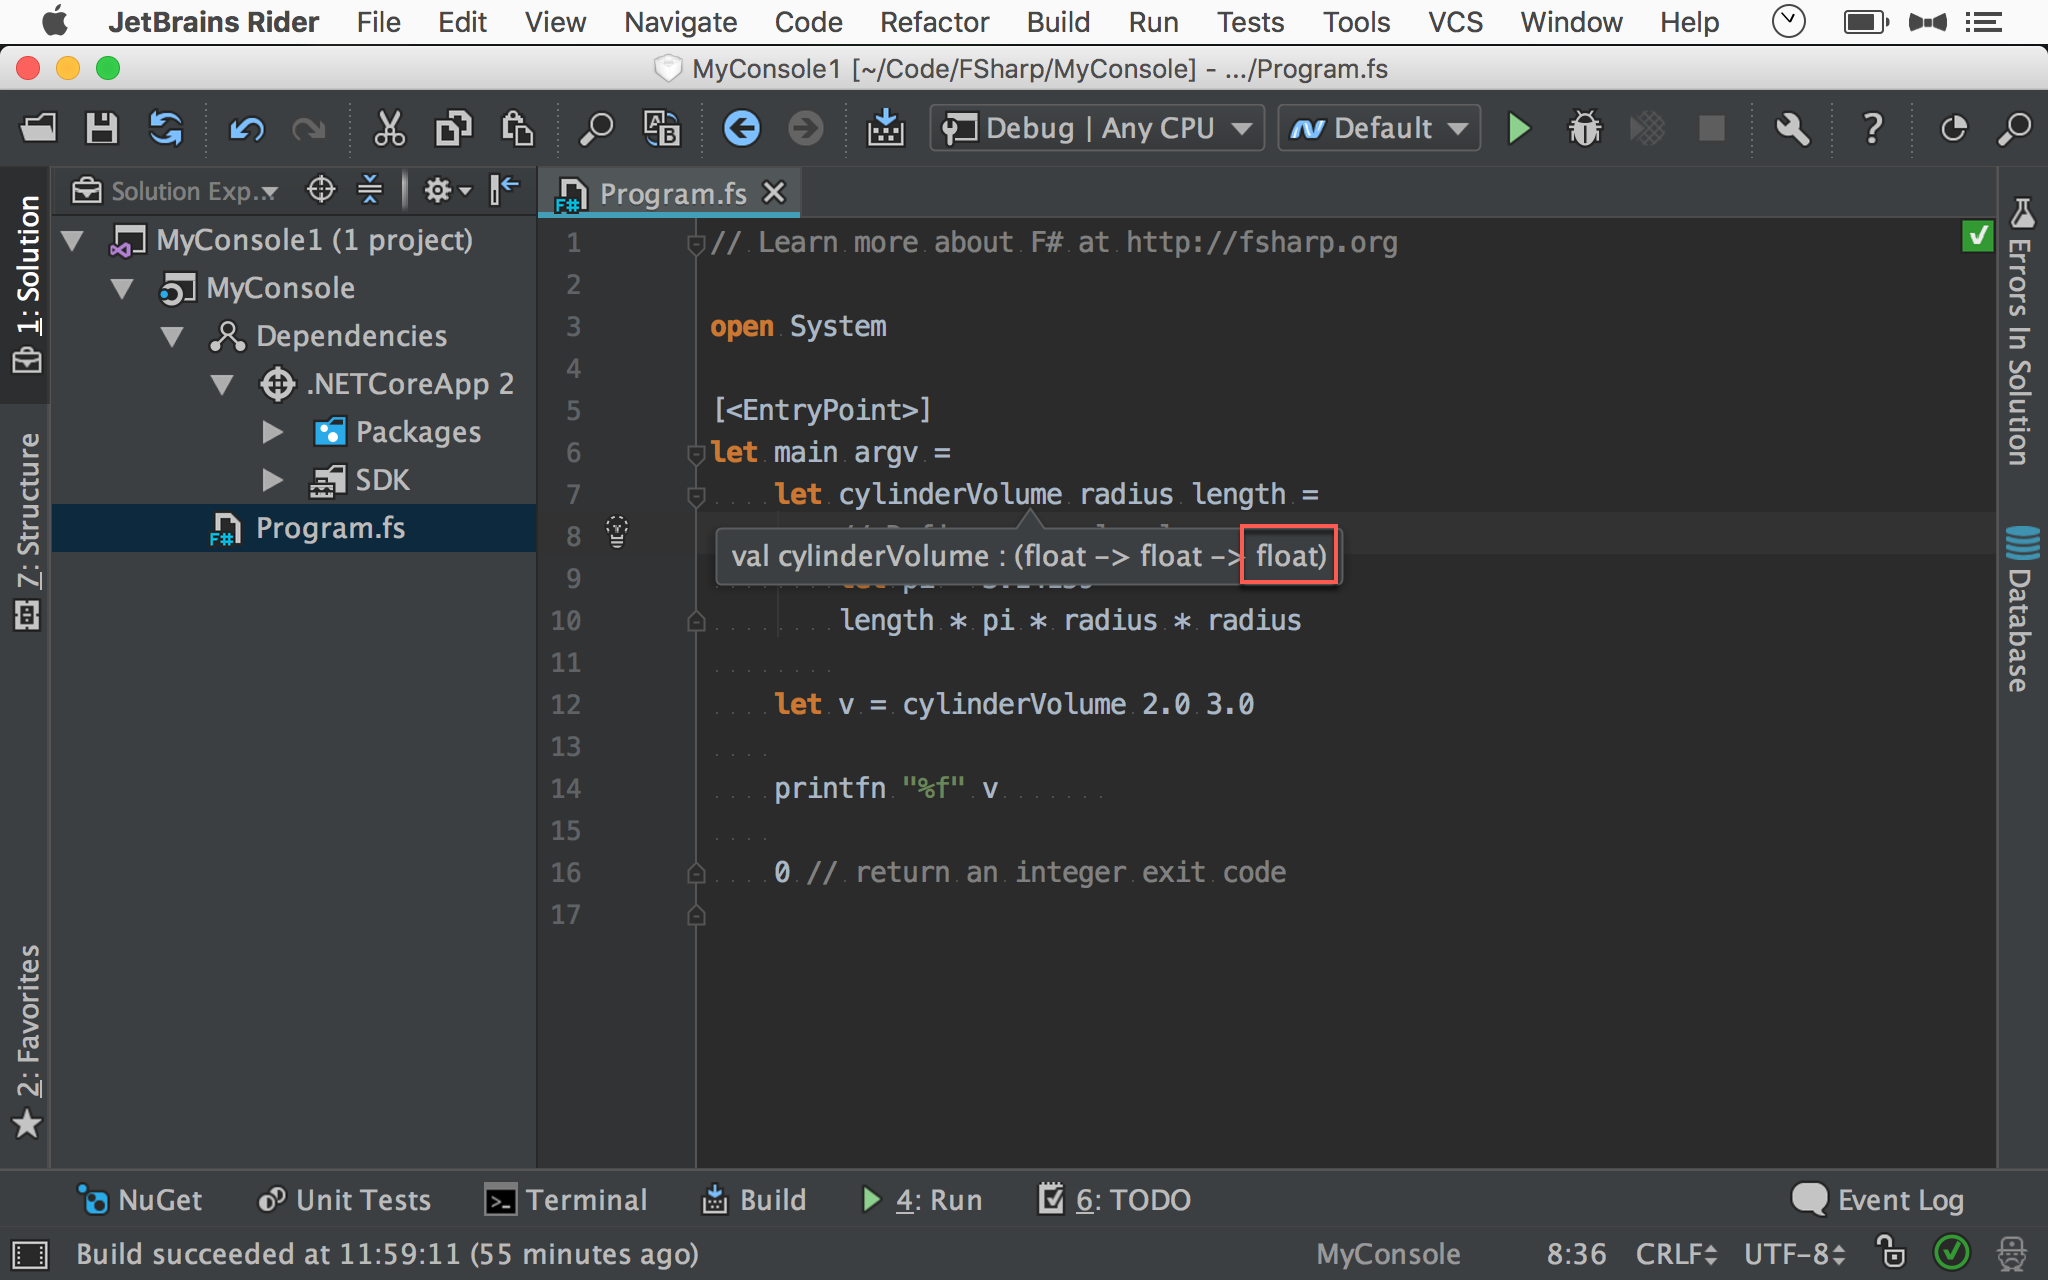 JetBrains Rider File Edit View Navigate Code Refactor Build Run Tests Tools VCS Window Help
MyConsole1 [~/Code/FSharp/MyConsole] - .../Program.fs
Debug | Any CPU Default
1: Solution
7: Structure
2: Favorites
Solution Exp...
MyConsole1 (1 project)
MyConsole
Dependencies
.NETCoreApp 2
Packages
SDK
F# Program.fs
F# Program.fs
1 // Learn more about F# at http://fsharp.org
2
3 open System
4
5 [<EntryPoint>]
6 let main argv =
7 let cylinderVolume radius length =
8
val cylinderVolume : (float -> float -> float)
9
10 length * pi * radius * radius
11
12 let v = cylinderVolume 2.0 3.0
13
14 printfn "%f" v
15
16 0 // return an integer exit code
17
Errors In Solution
Database
NuGet Unit Tests Terminal Build 4: Run 6: TODO Event Log
Build succeeded at 11:59:11 (55 minutes ago) MyConsole 8:36 CRLF UTF-8